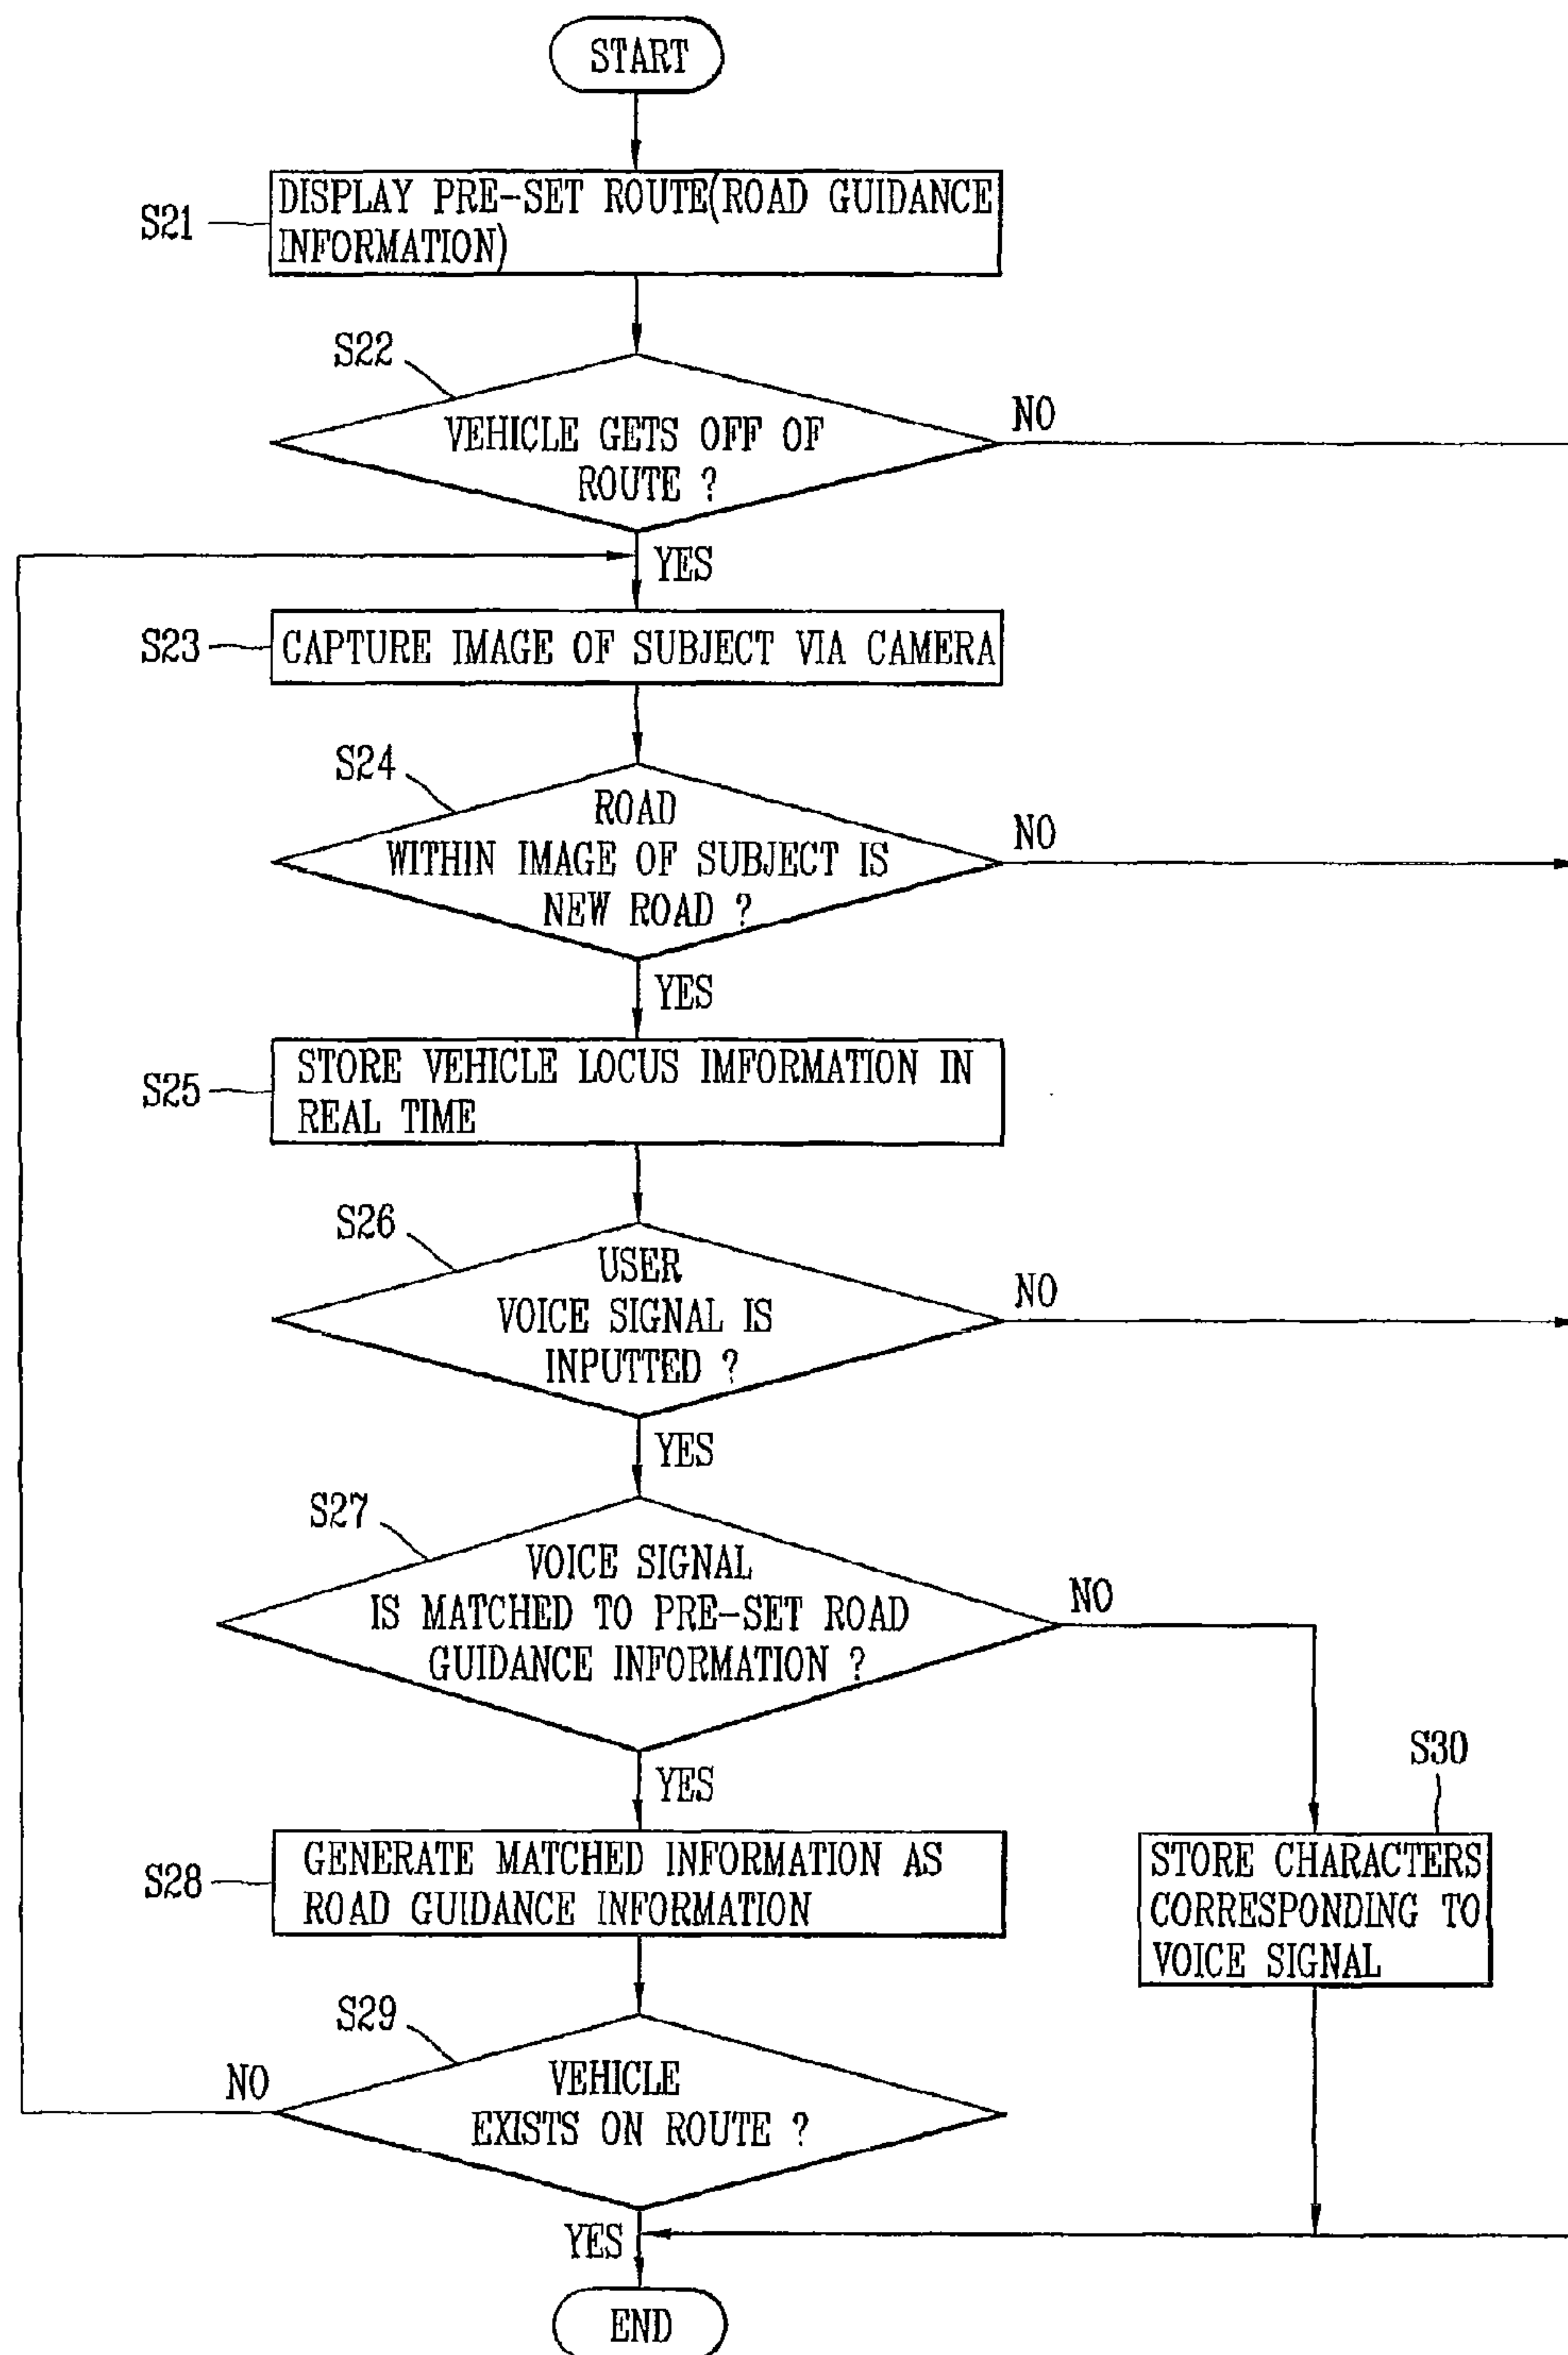 START
S21
DISPLAY PRE-SET ROUTE(ROAD GUIDANCE
INFORMATION)
S22
VEHICLE GETS OFF OF
ROUTE ?
NO
YES
S23
CAPTURE IMAGE OF SUBJECT VIA CAMERA
S24
ROAD
WITHIN IMAGE OF SUBJECT IS
NEW ROAD ?
NO
YES
S25
STORE VEHICLE LOCUS IMFORMATION IN
REAL TIME
S26
USER
VOICE SIGNAL IS
INPUTTED ?
NO
YES
S27
VOICE SIGNAL
IS MATCHED TO PRE-SET ROAD
GUIDANCE INFORMATION ?
NO
YES
S28
GENERATE MATCHED INFORMATION AS
ROAD GUIDANCE INFORMATION
S30
STORE CHARACTERS
CORRESPONDING TO
VOICE SIGNAL
S29
VEHICLE
EXISTS ON ROUTE ?
NO
YES
END